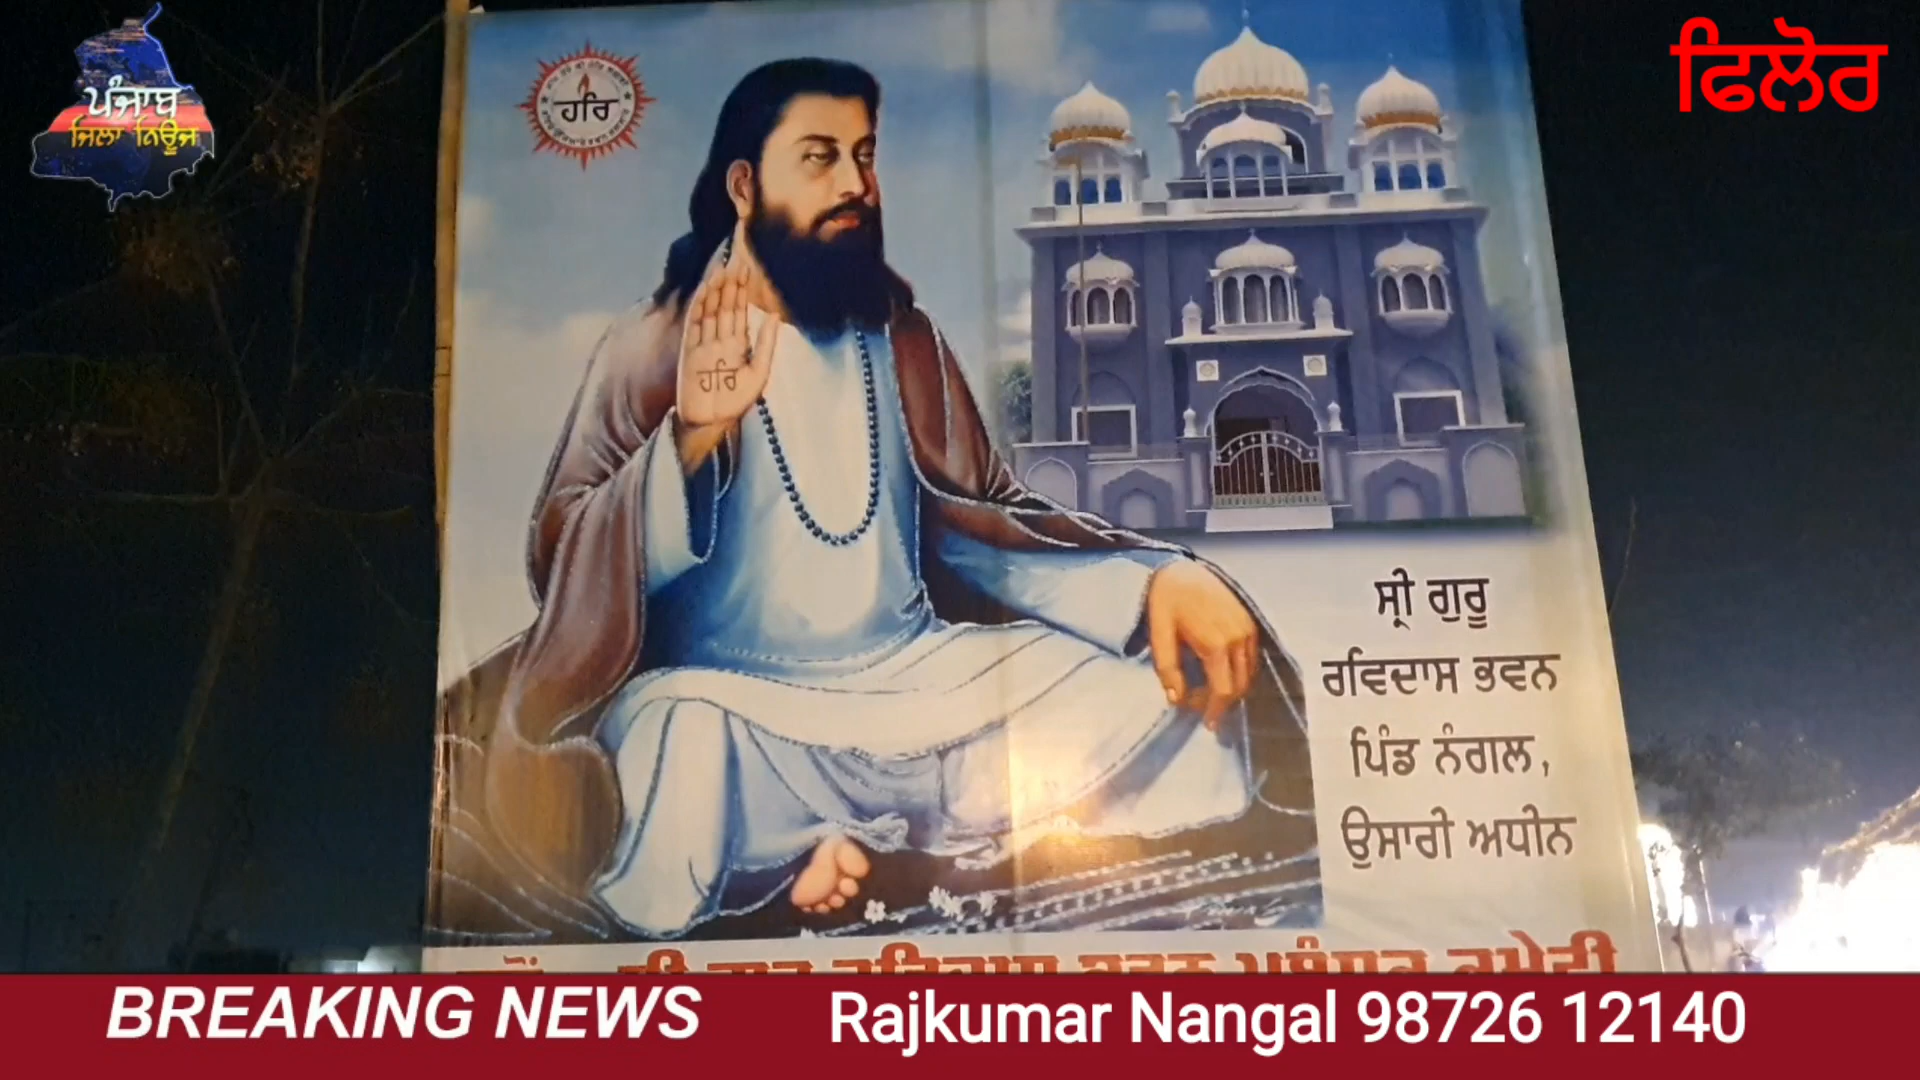 ਪੰਜਾਬ
ਜ਼ਿਲਾ ਨਿਊਜ਼
ਫਿਲੋਰ
ਹਰਿ
ਹਰਿ
ਸ੍ਰੀ ਗੁਰੂ
ਰਵਿਦਾਸ ਭਵਨ
ਪਿੰਡ ਨੰਗਲ,
ਉਸਾਰੀ ਅਧੀਨ
BREAKING NEWS
Rajkumar Nangal 98726 12140